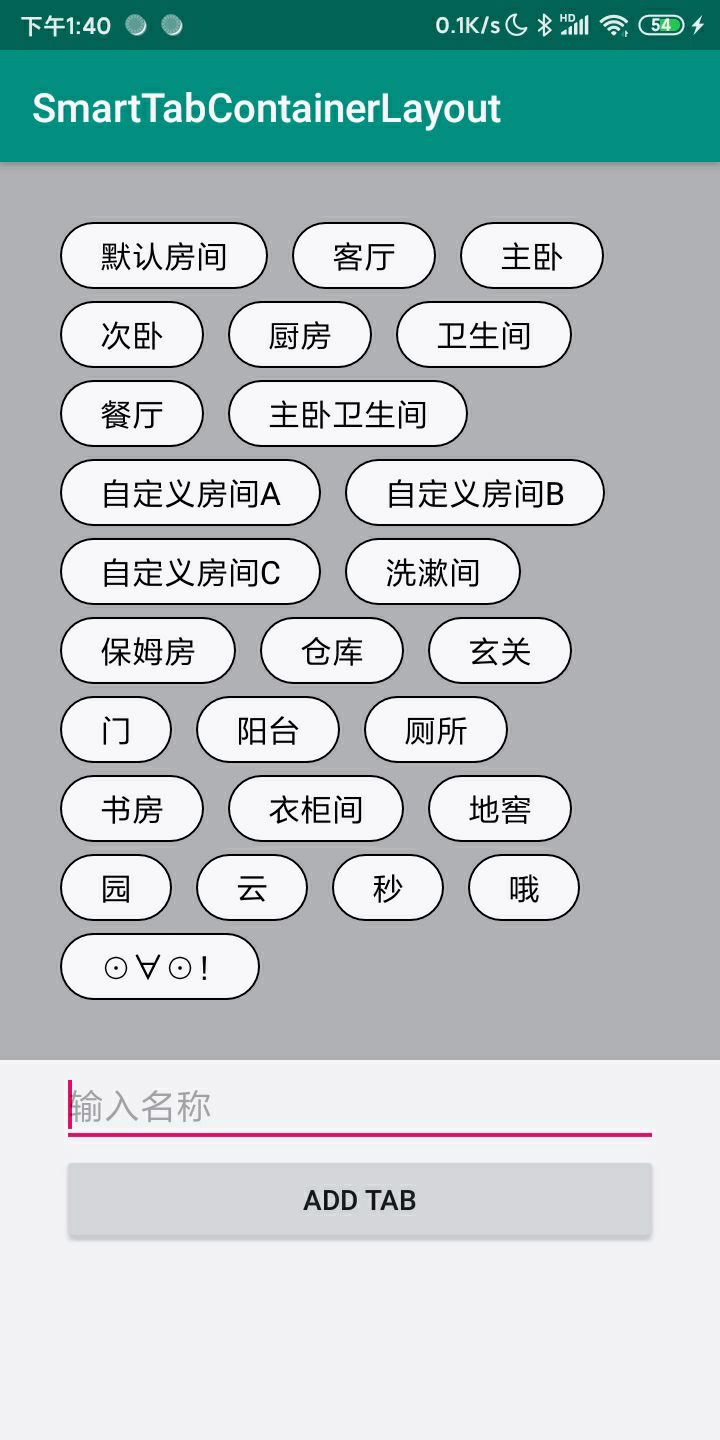 下午1:40 0.1K/s HD 54
SmartTabContainerLayout
默认房间 客厅 主卧
次卧 厨房 卫生间
餐厅 主卧卫生间
自定义房间A 自定义房间B
自定义房间C 洗漱间
保姆房 仓库 玄关
门 阳台 厕所
书房 衣柜间 地窖
园 云 秒 哦
⊙∀⊙!
输入名称
ADD TAB